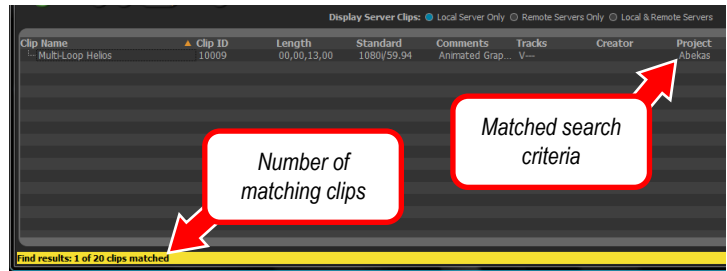 Display Server Clips: Local Server Only Remote Servers Only Local & Remote Servers
Clip Name Clip ID Length Standard Comments Tracks Creator Project
Multi-Loop Helios 10009 00,00,13,00 1080i/59.94 Animated Grap... V--- Abekas
Matched search
criteria
Number of
matching clips
Find results: 1 of 20 clips matched